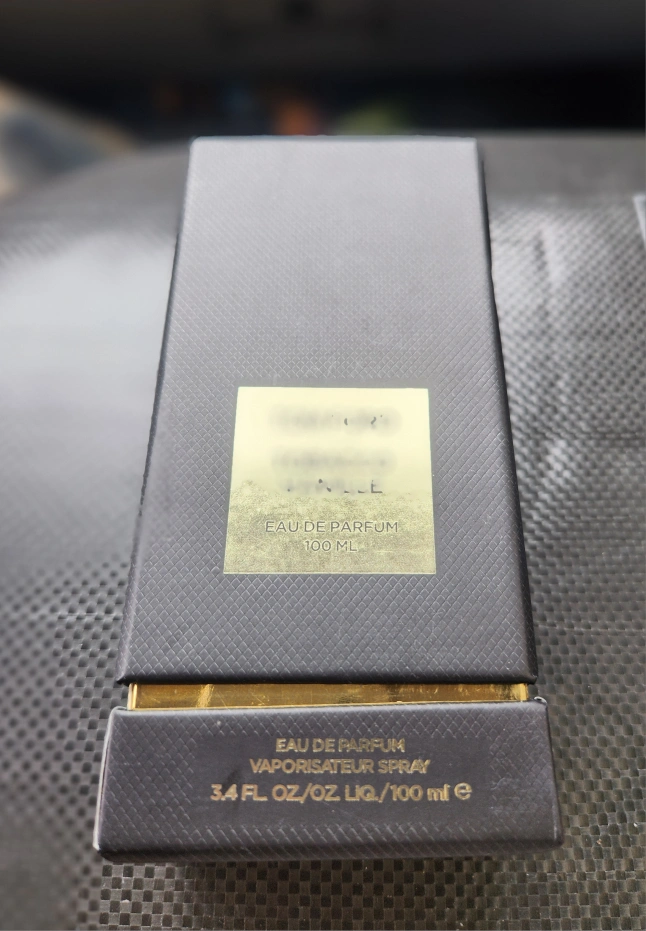 EAU DE PARFUM
100 ML
EAU DE PARFUM
VAPORISATEUR SPRAY
3.4 FL. OZ./OZ. LIQ./100 ml ℮